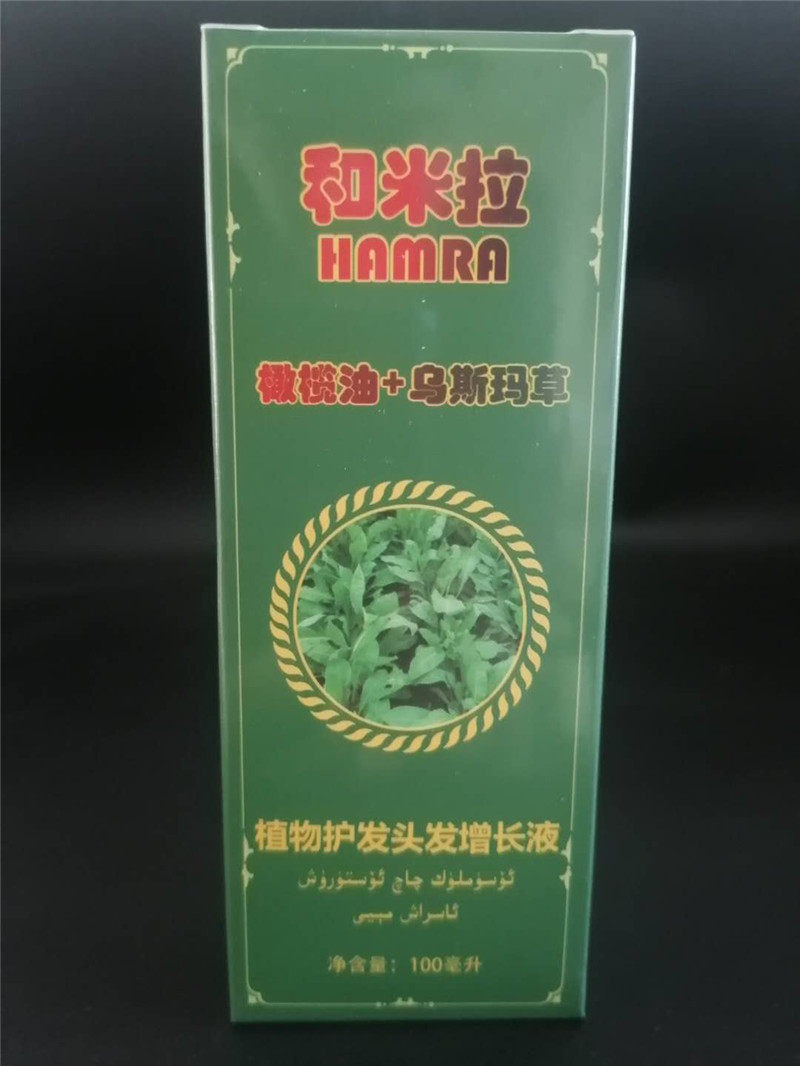 和米拉
HAMRA
橄榄油+乌斯玛草
植物护发头发增长液
ئۆسۈملۈك چاچ ئۆستۈرۈش
ئاسراش مېيى
净含量：100毫升